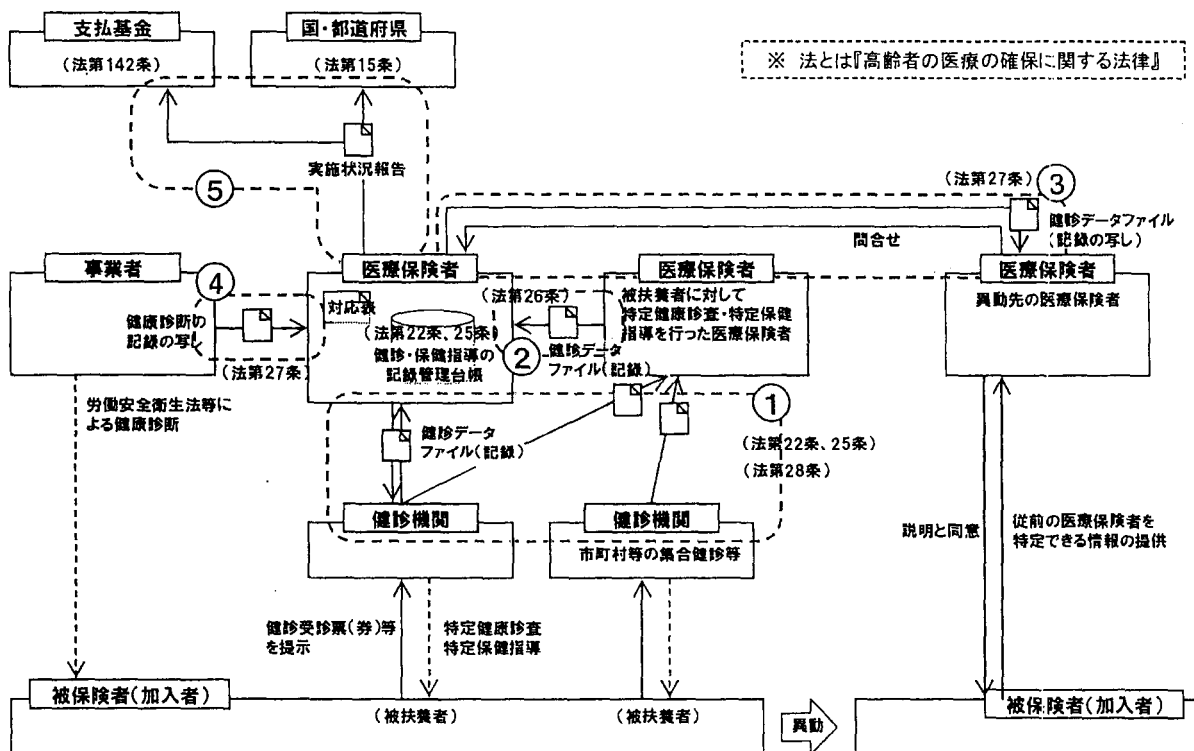 支払基金
(法第142条)
国・都道府県
(法第15条)
※ 法とは『高齢者の医療の確保に関する法律』
実施状況報告
⑤
(法第27条)
③
健診データファイル
(記録の写し)
問合せ
事業者
④
健康診断の
記録の写し
(法第27条)
医療保険者
対応表
(法第22条、25条)
健診・保健指導の
記録管理台帳
(法第26条)
②
健診データ
ファイル(記録)
医療保険者
被扶養者に対して
特定健康診査・特定保健
指導を行った医療保険者
医療保険者
異動先の医療保険者
労働安全衛生法等に
よる健康診断
健診データ
ファイル(記録)
①
(法第22条、25条)
(法第28条)
健診機関
健診機関
市町村等の集合健診等
説明と同意
従前の医療保険者を
特定できる情報の提供
健診受診票(券)等
を提示
特定健康診査
特定保健指導
被保険者(加入者)
(被扶養者)
(被扶養者)
異動
被保険者(加入者)